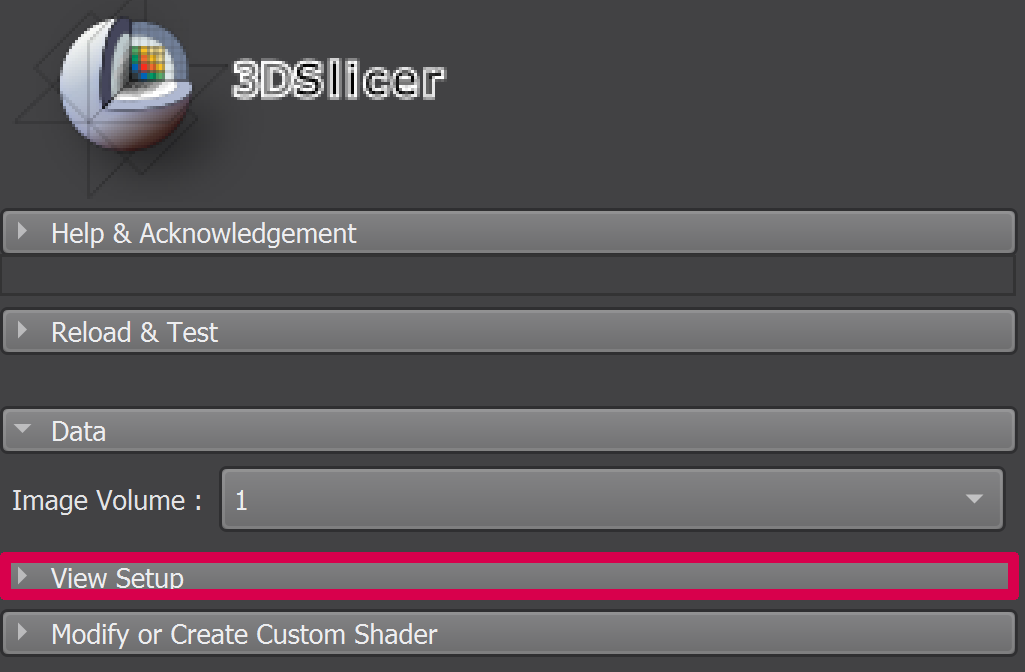 3DSlicer
Help & Acknowledgement
Reload & Test
Data
Image Volume : 1
View Setup
Modify or Create Custom Shader